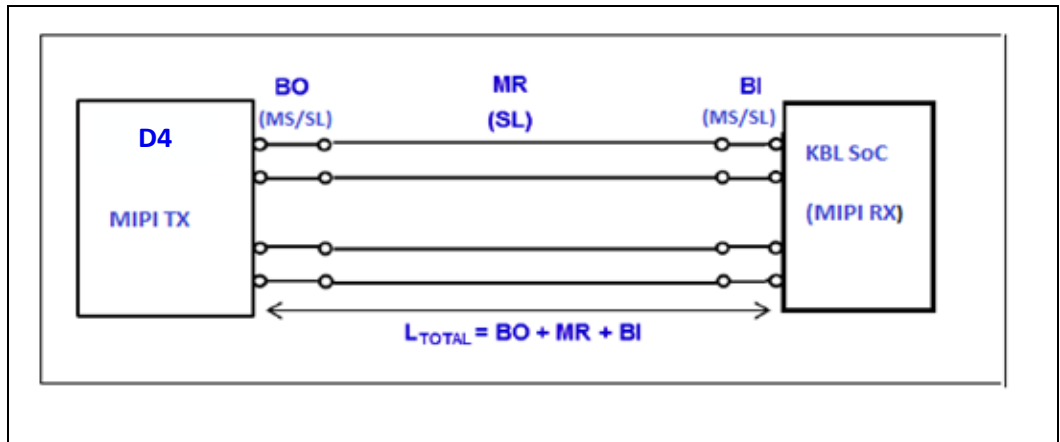 BO MR BI
(MS/SL) (SL) (MS/SL)
D4
MIPI TX
KBL SoC
(MIPI RX)
LTOTAL = BO + MR + BI